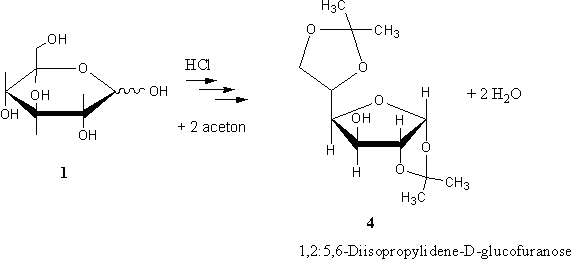 H₃C CH₃
O
O
OH
O
OH
OH
OH
OH
1
HCl
+ 2 aceton
O
H
OH
H
H
H
O
O
H₃C
CH₃
+ 2 H₂O
4
1,2:5,6-Diisopropylidene-D-glucofuranose